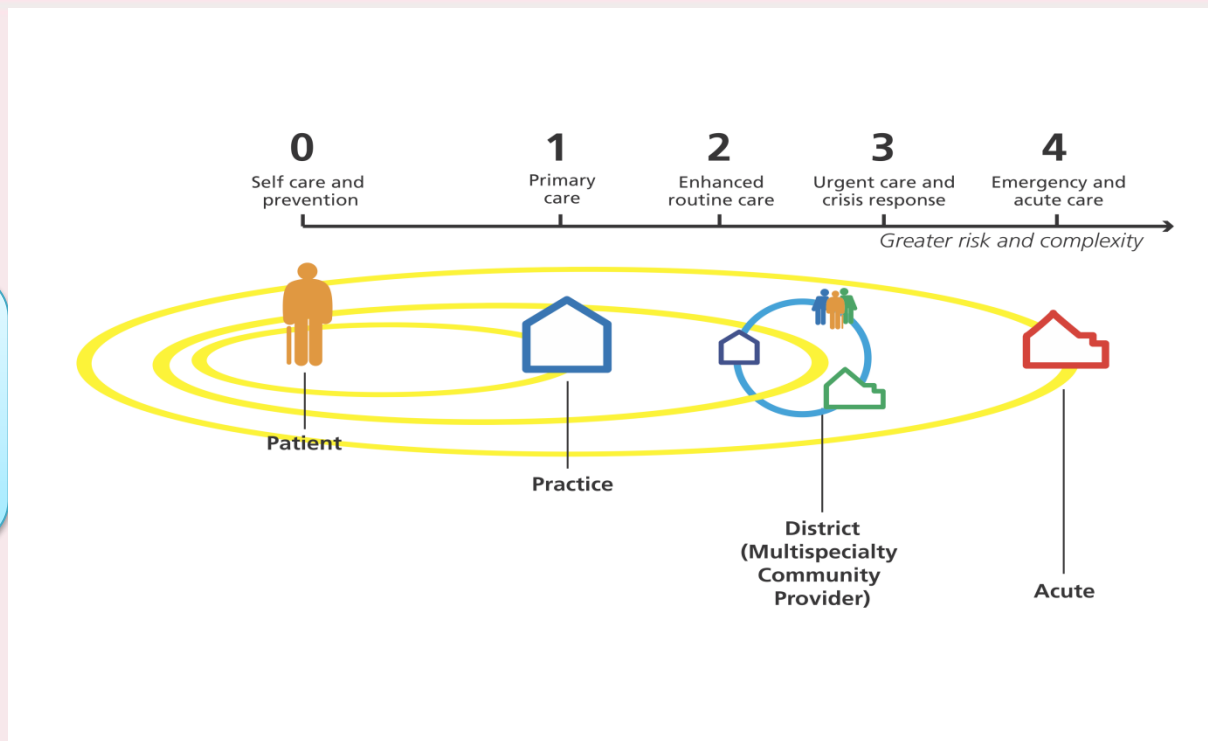 0 1 2 3 4
Self care and
prevention
Primary
care
Enhanced
routine care
Urgent care and
crisis response
Emergency and
acute care
Greater risk and complexity
Patient
Practice
District
(Multispecialty
Community
Provider)
Acute